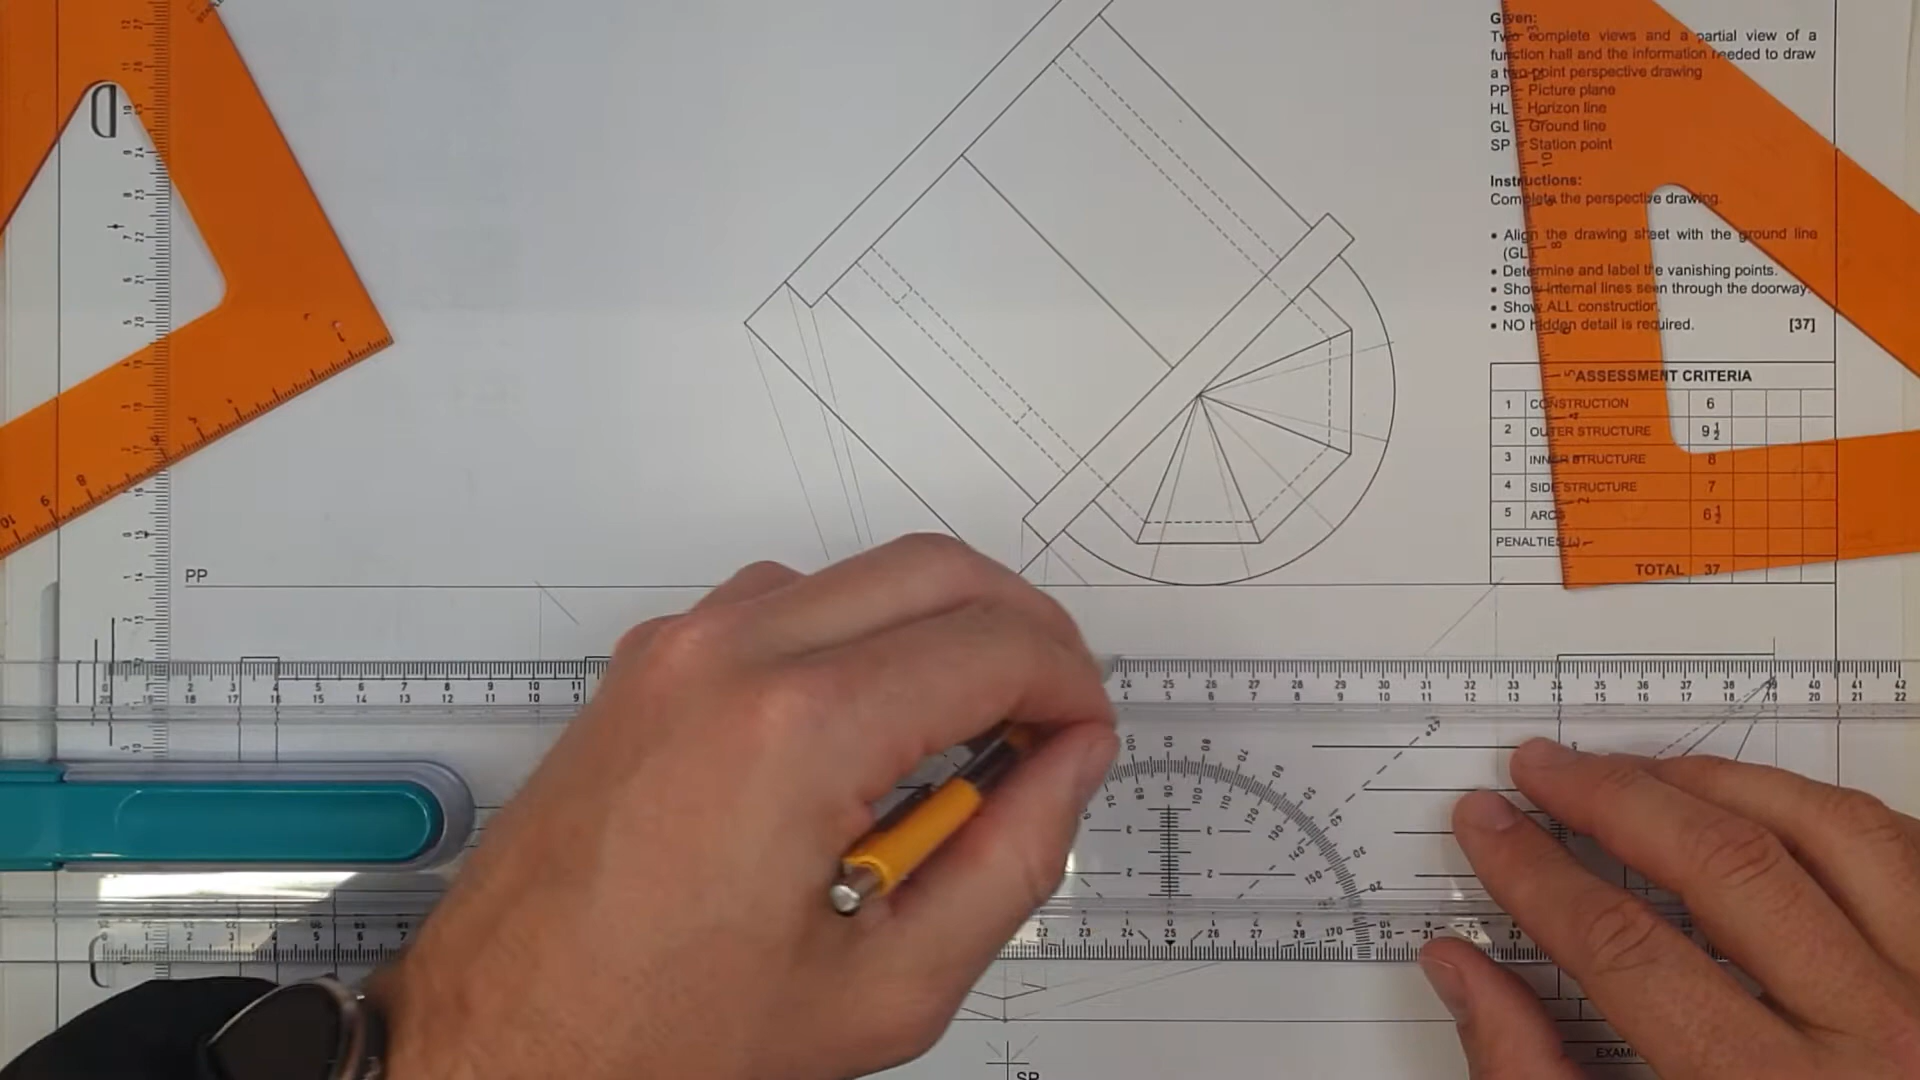 Given:
Two complete views and a partial view of a
function hall and the information needed to draw
a two-point perspective drawing
PP - Picture plane
HL - Horizon line
GL - Ground line
SP - Station point
Instructions:
Complete the perspective drawing.
• Align the drawing sheet with the ground line
(GL
• Determine and label the vanishing points.
• Show internal lines seen through the doorway.
• Show ALL construction
• NO hidden detail is required. [37]
ASSESSMENT CRITERIA
1 CONSTRUCTION 6
2 OUTER STRUCTURE 9 1/2
3 INNER STRUCTURE 8
4 SIDE STRUCTURE 7
5 ARCS 6 1/2
PENALTIES
TOTAL 37
PP
SP